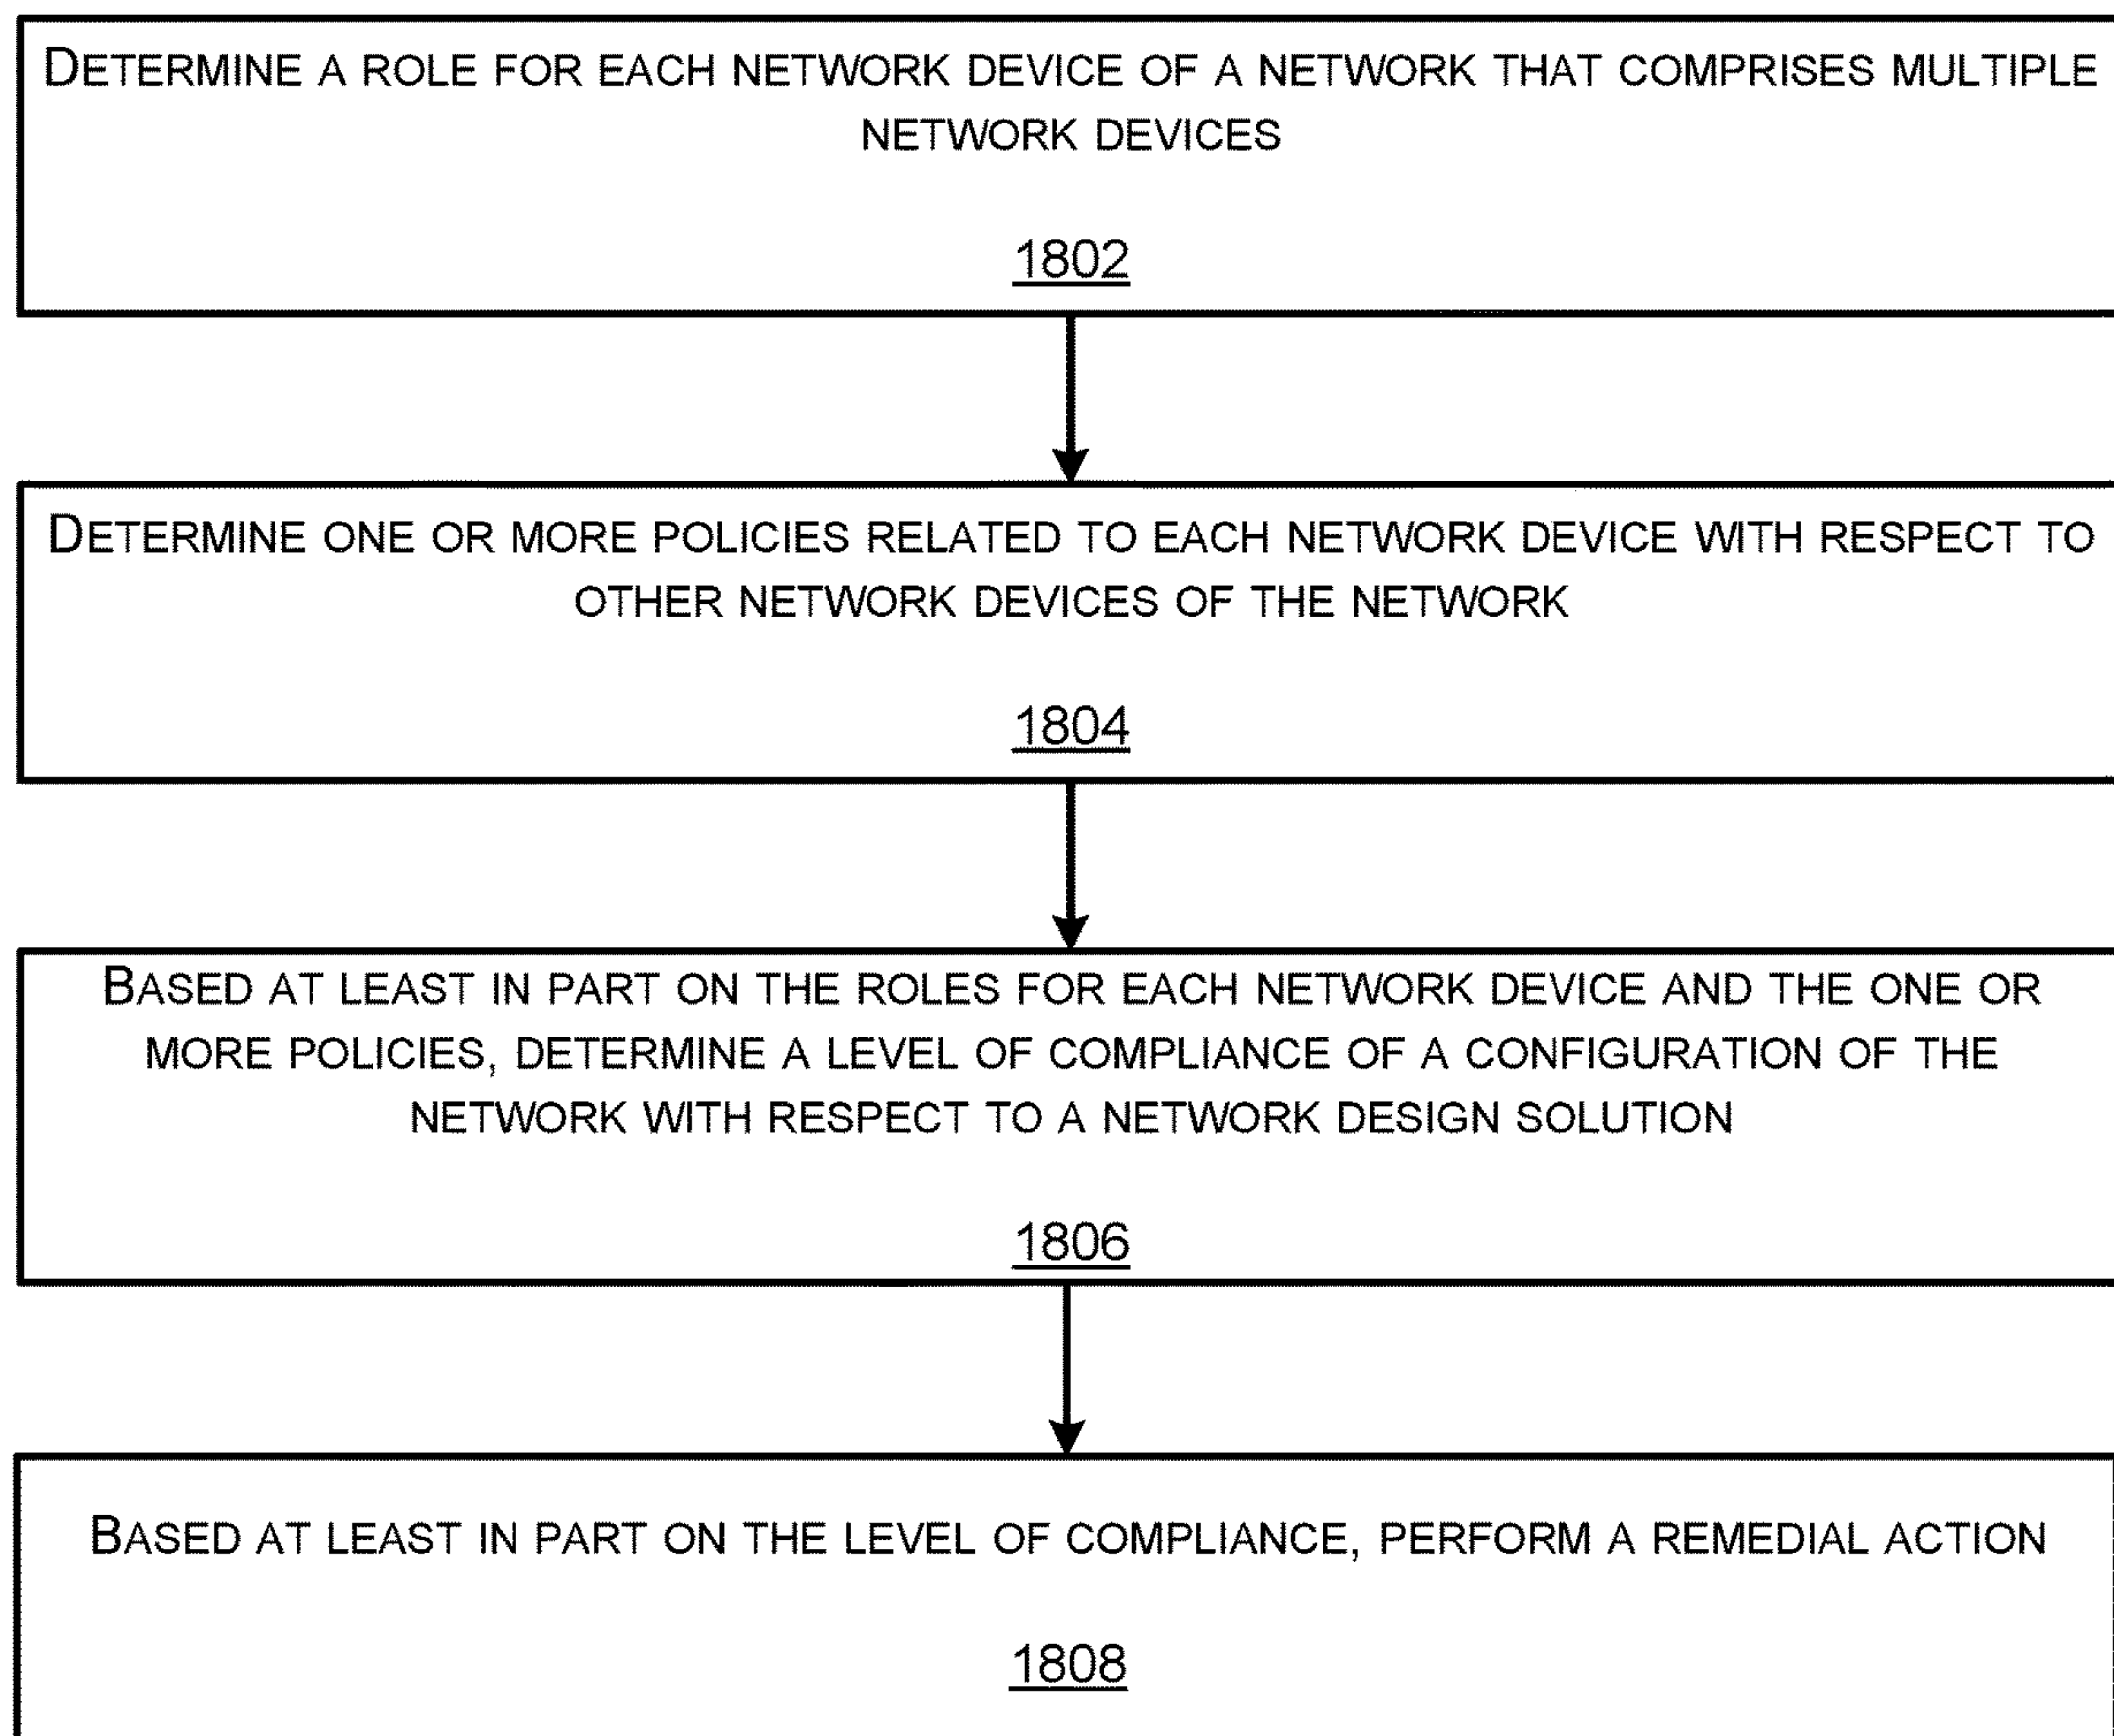 DETERMINE A ROLE FOR EACH NETWORK DEVICE OF A NETWORK THAT COMPRISES MULTIPLE
NETWORK DEVICES
1802
DETERMINE ONE OR MORE POLICIES RELATED TO EACH NETWORK DEVICE WITH RESPECT TO
OTHER NETWORK DEVICES OF THE NETWORK
1804
BASED AT LEAST IN PART ON THE ROLES FOR EACH NETWORK DEVICE AND THE ONE OR
MORE POLICIES, DETERMINE A LEVEL OF COMPLIANCE OF A CONFIGURATION OF THE
NETWORK WITH RESPECT TO A NETWORK DESIGN SOLUTION
1806
BASED AT LEAST IN PART ON THE LEVEL OF COMPLIANCE, PERFORM A REMEDIAL ACTION
1808